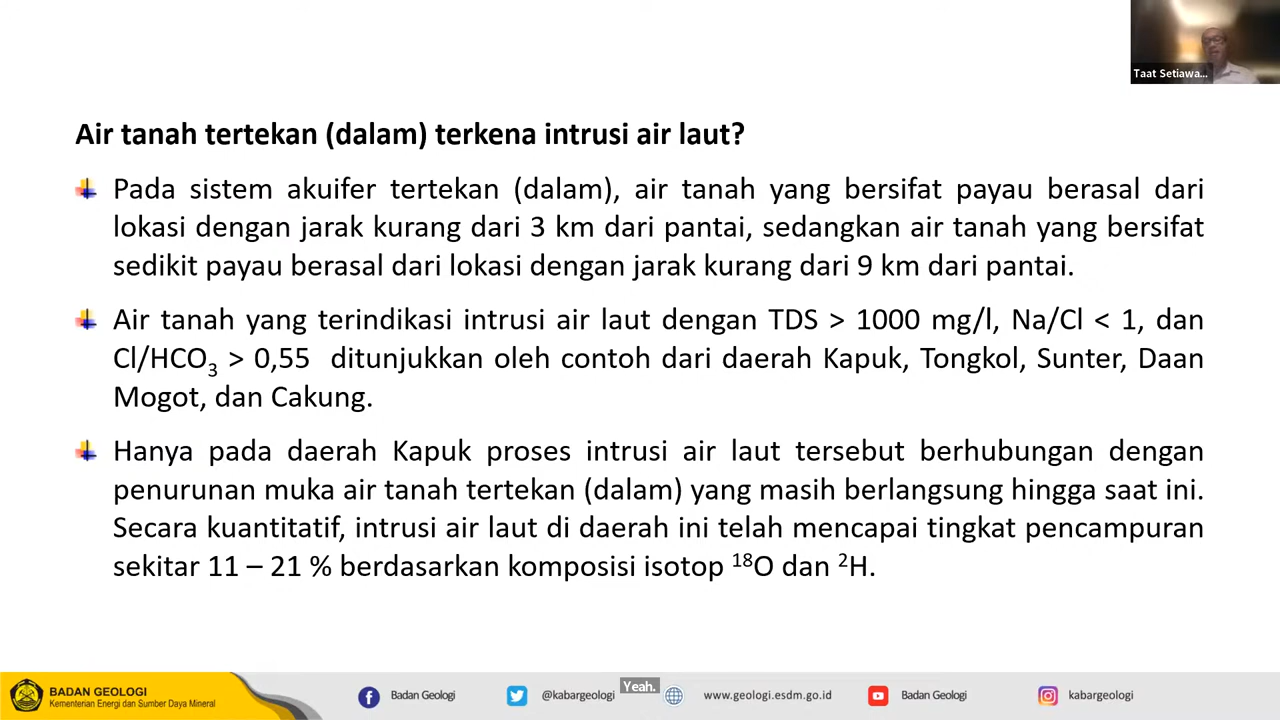 Taat Setiawa...
Air tanah tertekan (dalam) terkena intrusi air laut?
Pada sistem akuifer tertekan (dalam), air tanah yang bersifat payau berasal dari
lokasi dengan jarak kurang dari 3 km dari pantai, sedangkan air tanah yang bersifat
sedikit payau berasal dari lokasi dengan jarak kurang dari 9 km dari pantai.
Air tanah yang terindikasi intrusi air laut dengan TDS > 1000 mg/l, Na/Cl < 1, dan
Cl/HCO₃ > 0,55 ditunjukkan oleh contoh dari daerah Kapuk, Tongkol, Sunter, Daan
Mogot, dan Cakung.
Hanya pada daerah Kapuk proses intrusi air laut tersebut berhubungan dengan
penurunan muka air tanah tertekan (dalam) yang masih berlangsung hingga saat ini.
Secara kuantitatif, intrusi air laut di daerah ini telah mencapai tingkat pencampuran
sekitar 11 – 21 % berdasarkan komposisi isotop ¹⁸O dan ²H.
BADAN GEOLOGI
Kementerian Energi dan Sumber Daya Mineral
Badan Geologi
@kabargeologi
Yeah.
www.geologi.esdm.go.id
Badan Geologi
kabargeologi